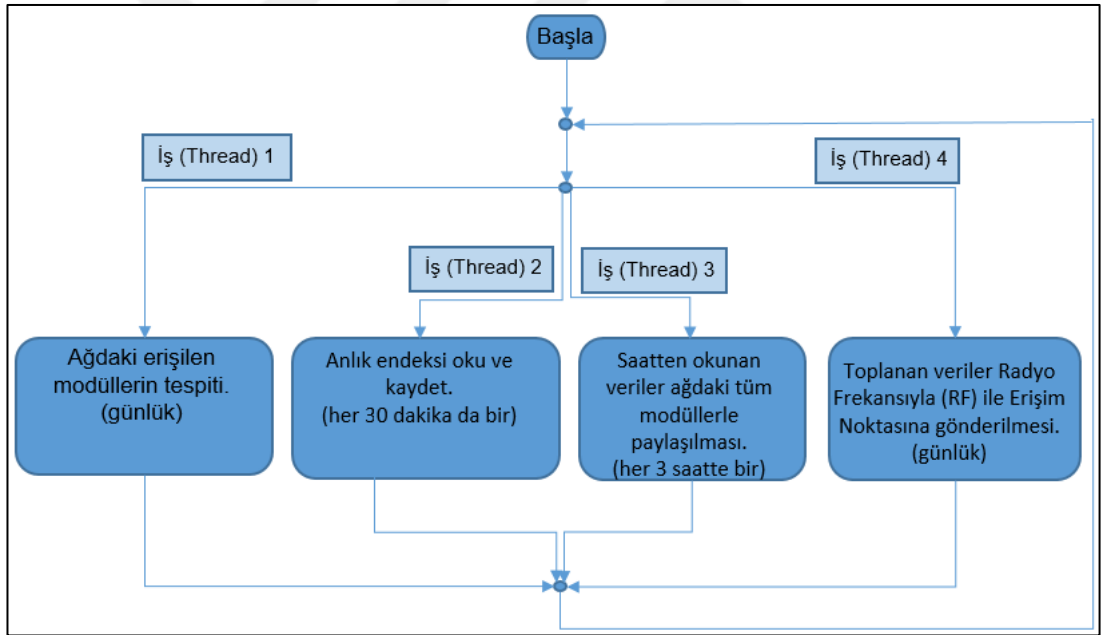 Başla
İş (Thread) 1
İş (Thread) 4
İş (Thread) 2
İş (Thread) 3
Ağdaki erişilen
modüllerin tespiti.
(günlük)
Anlık endeksi oku ve
kaydet.
(her 30 dakika da bir)
Saatten okunan
veriler ağdaki tüm
modüllerle
paylaşılması.
(her 3 saatte bir)
Toplanan veriler Radyo
Frekansıyla (RF) ile Erişim
Noktasına gönderilmesi.
(günlük)